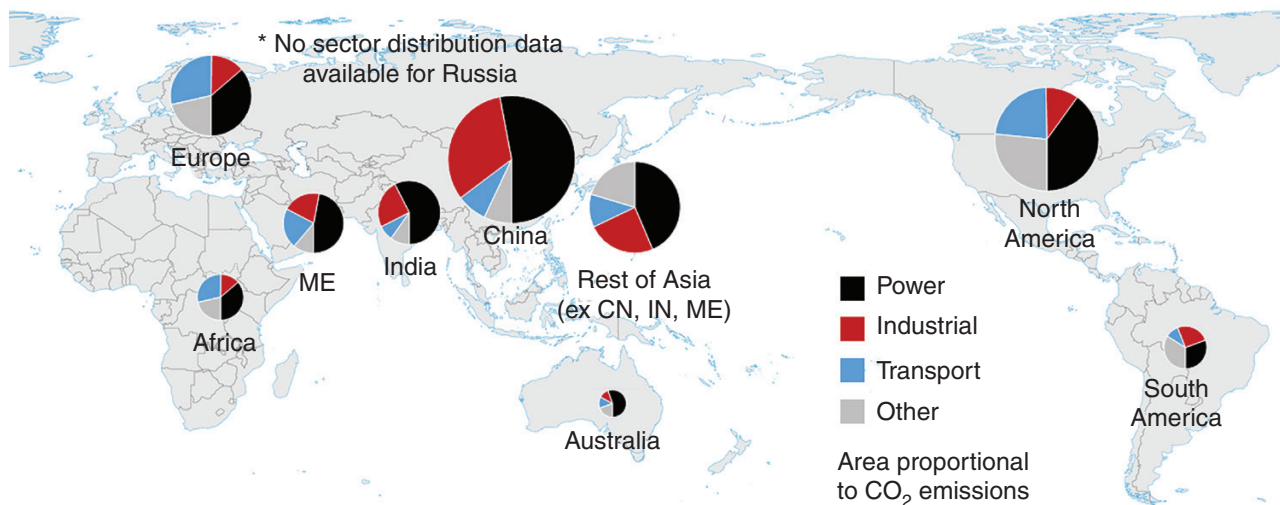 * No sector distribution data
available for Russia
Europe
China
ME
India
Rest of Asia
(ex CN, IN, ME)
Africa
Australia
North
America
South
America
Power
Industrial
Transport
Other
Area proportional
to CO₂ emissions